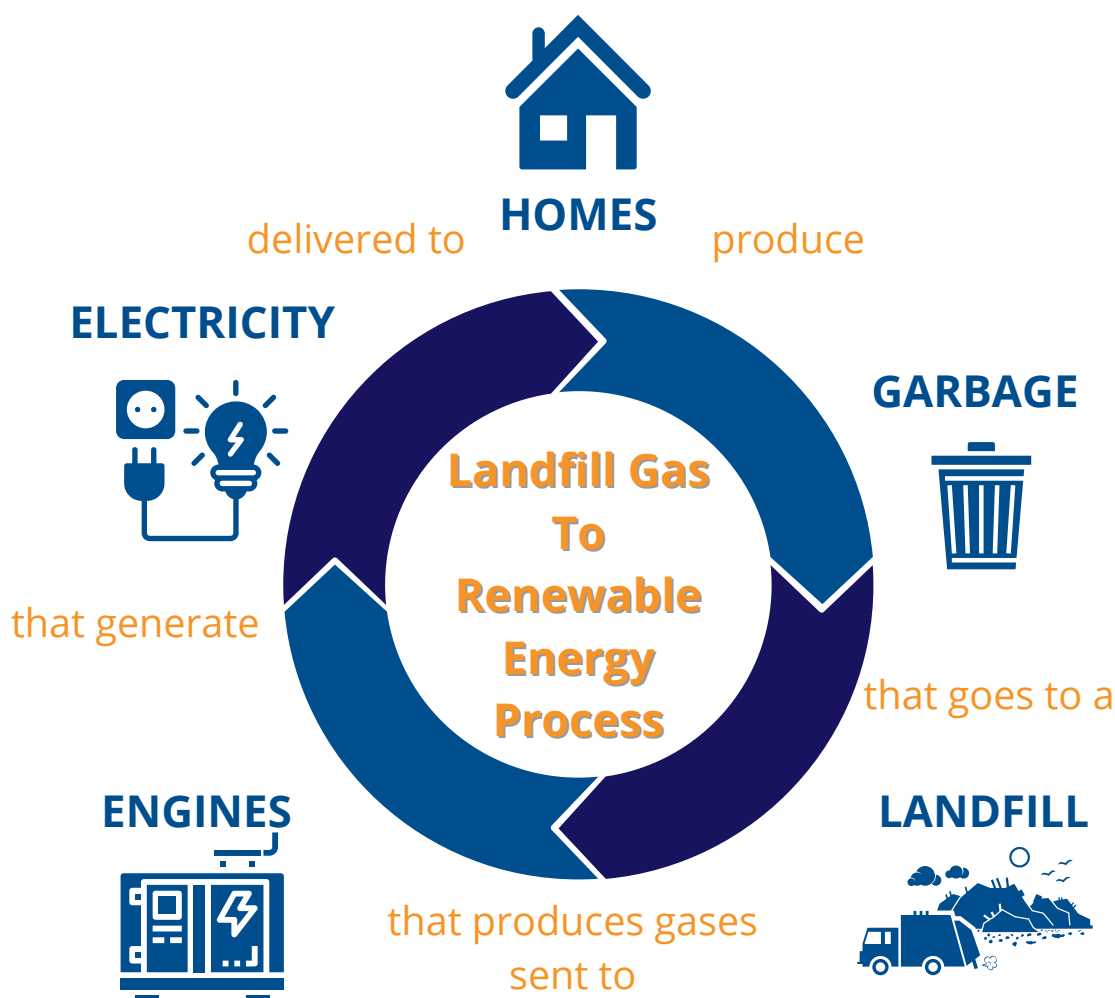 HOMES
delivered to
produce
ELECTRICITY
GARBAGE
Landfill Gas
To
Renewable
Energy
Process
that generate
that goes to a
ENGINES
LANDFILL
that produces gases
sent to